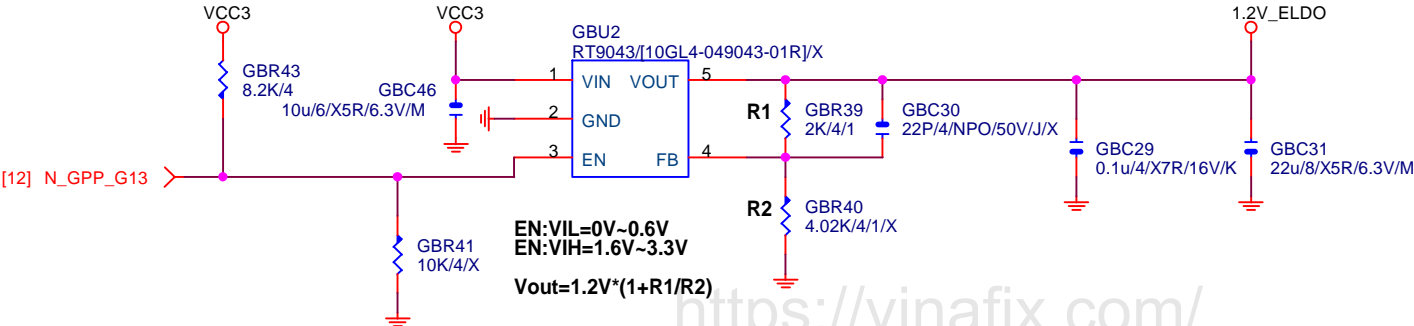 VCC3
VCC3
1.2V_ELDO
GBU2
RT9043/[10GL4-049043-01R]/X
GBR43
8.2K/4
GBC46
10u/6/X5R/6.3V/M
1
VIN
VOUT
5
2
GND
3
EN
FB
4
R1
GBR39
2K/4/1
GBC30
22P/4/NPO/50V/J/X
GBC29
0.1u/4/X7R/16V/K
GBC31
22u/8/X5R/6.3V/M
[12] N_GPP_G13
R2
GBR40
4.02K/4/1/X
GBR41
10K/4/X
EN:VIL=0V~0.6V
EN:VIH=1.6V~3.3V
Vout=1.2V*(1+R1/R2)
https://vinafix.com/